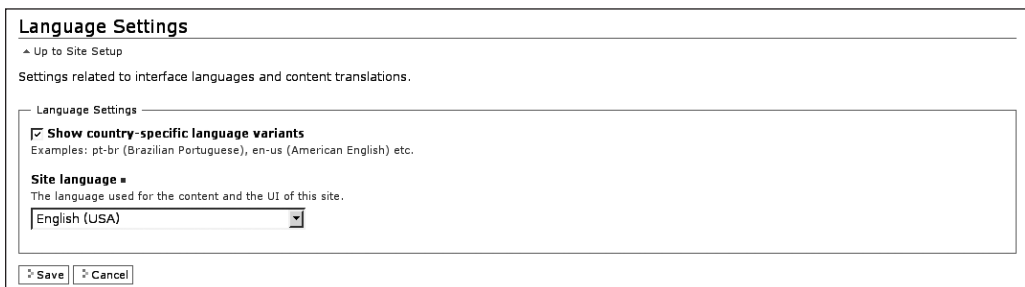 Language Settings
Up to Site Setup
Settings related to interface languages and content translations.
Language Settings
Show country-specific language variants
Examples: pt-br (Brazilian Portuguese), en-us (American English) etc.
Site language
The language used for the content and the UI of this site.
English (USA)
Save Cancel